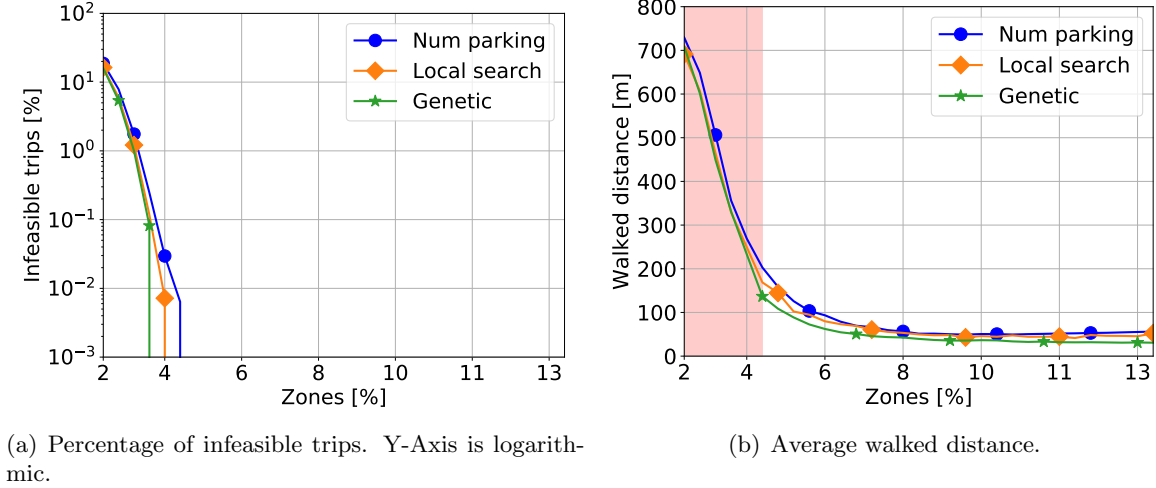 Infeasible trips [%]
10^2
10^1
10^0
10^−1
10^−2
10^−3
2 4 6 8 10 11 13
Zones [%]
Num parking
Local search
Genetic
(a) Percentage of infeasible trips. Y-Axis is logarith-
mic.
Walked distance [m]
800
700
600
500
400
300
200
100
0
2 4 6 8 10 11 13
Zones [%]
Num parking
Local search
Genetic
(b) Average walked distance.